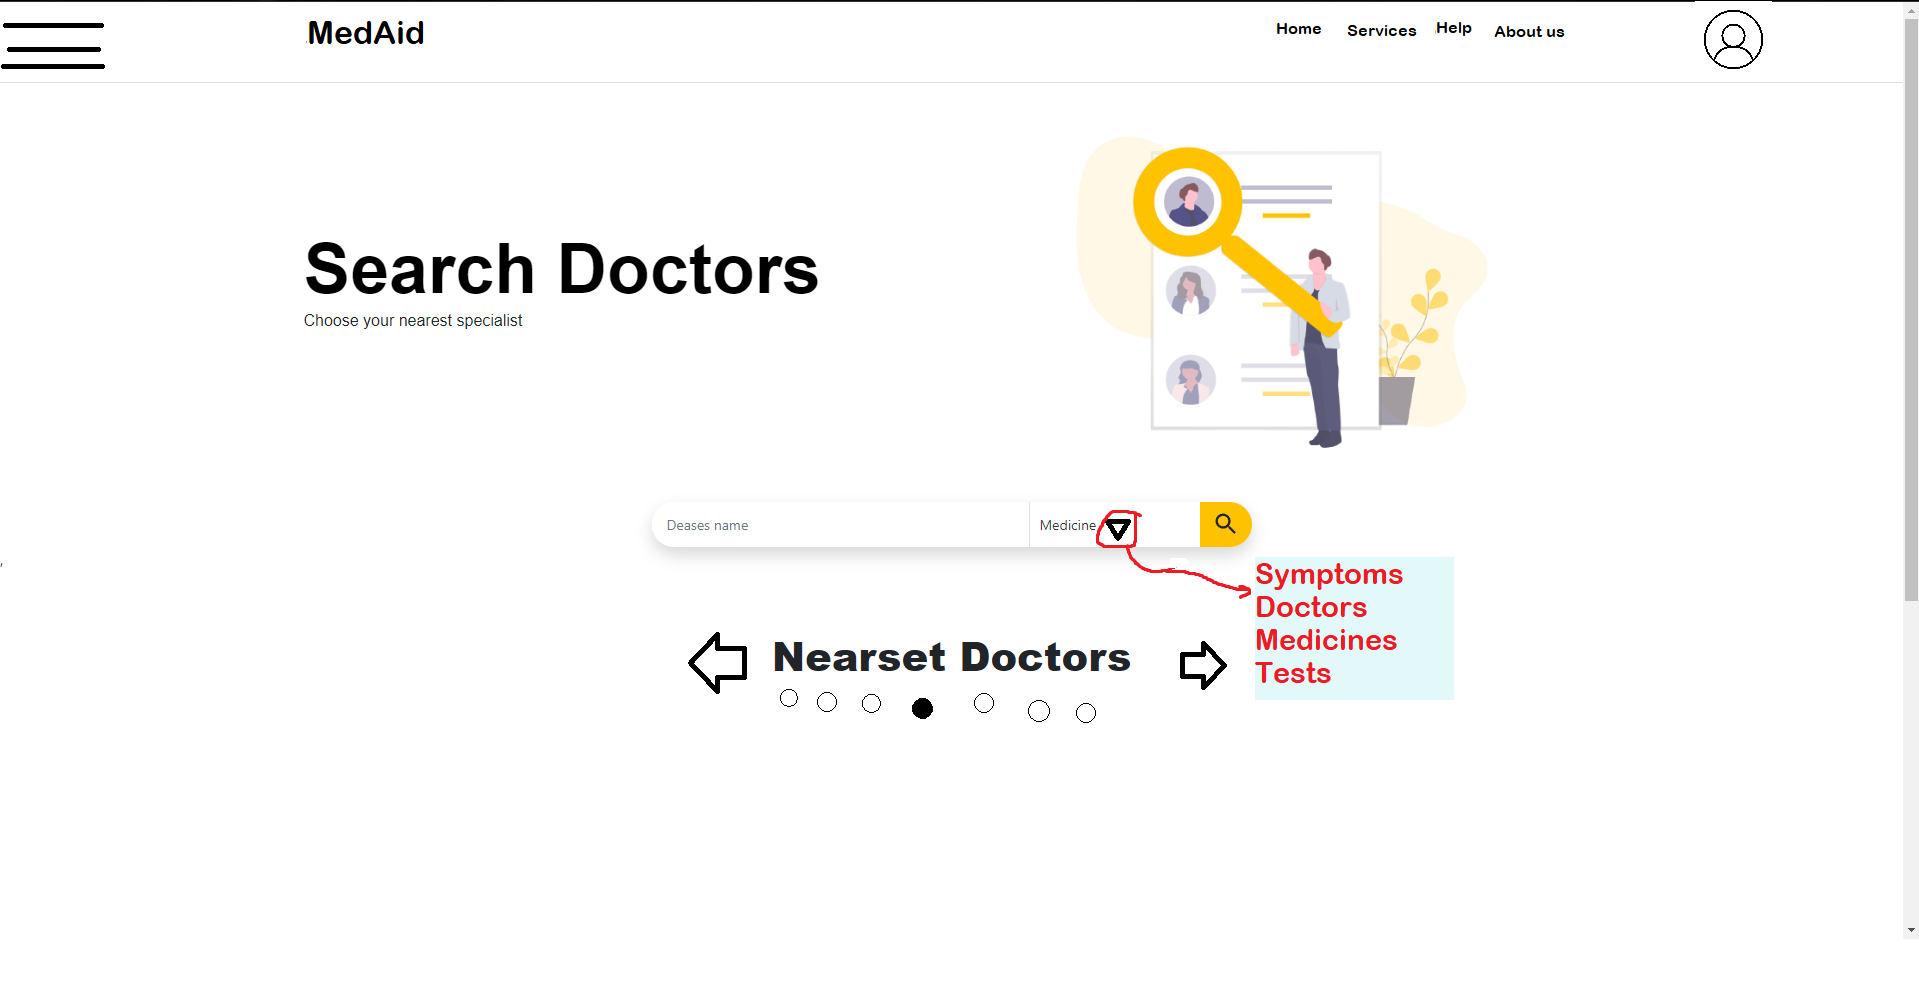 MedAid
Home Services Help About us
Search Doctors
Choose your nearest specialist
Deases name
Medicine
Symptoms
Doctors
Medicines
Tests
Nearset Doctors